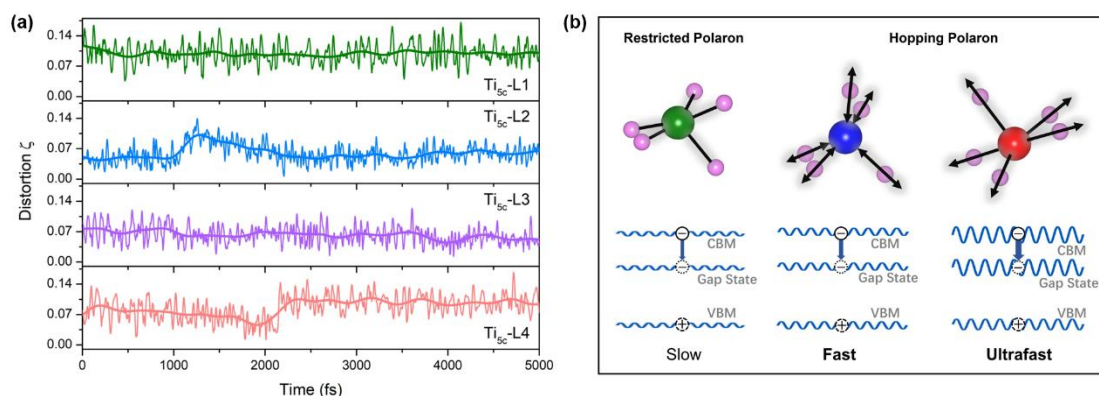 (a)
Distortion ζ
0.14
0.07
0.00
Ti5c-L1
0.14
0.07
0.00
Ti5c-L2
0.14
0.07
0.00
Ti5c-L3
0.14
0.07
0.00
Ti5c-L4
0 1000 2000 3000 4000 5000
Time (fs)
(b)
Restricted Polaron Hopping Polaron
CBM CBM CBM
Gap State Gap State Gap State
VBM VBM VBM
Slow Fast Ultrafast